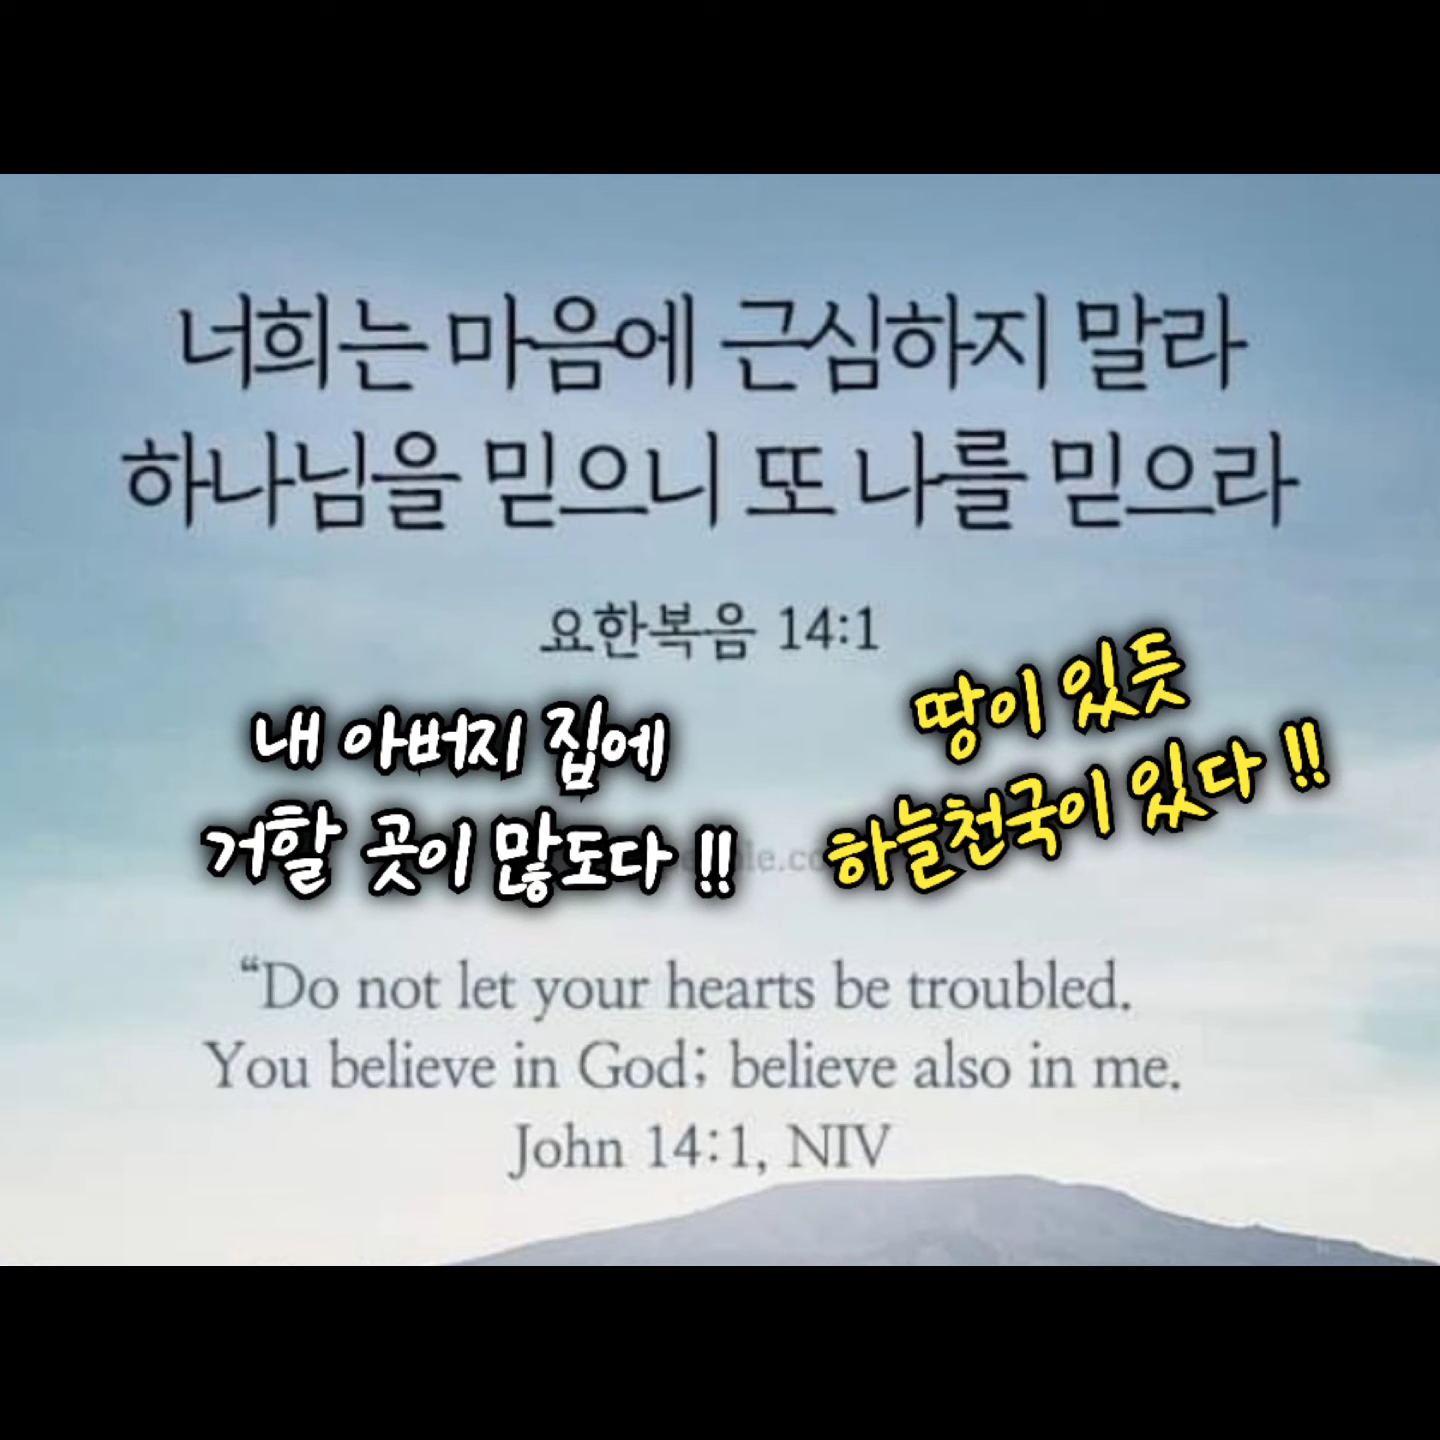 너희는 마음에 근심하지 말라
하나님을 믿으니 또 나를 믿으라
요한복음 14:1
내 아버지 집에
거할 곳이 많도다 !!
땅이 있듯
하늘천국이 있다 !!
“Do not let your hearts be troubled.
You believe in God; believe also in me.
John 14:1, NIV